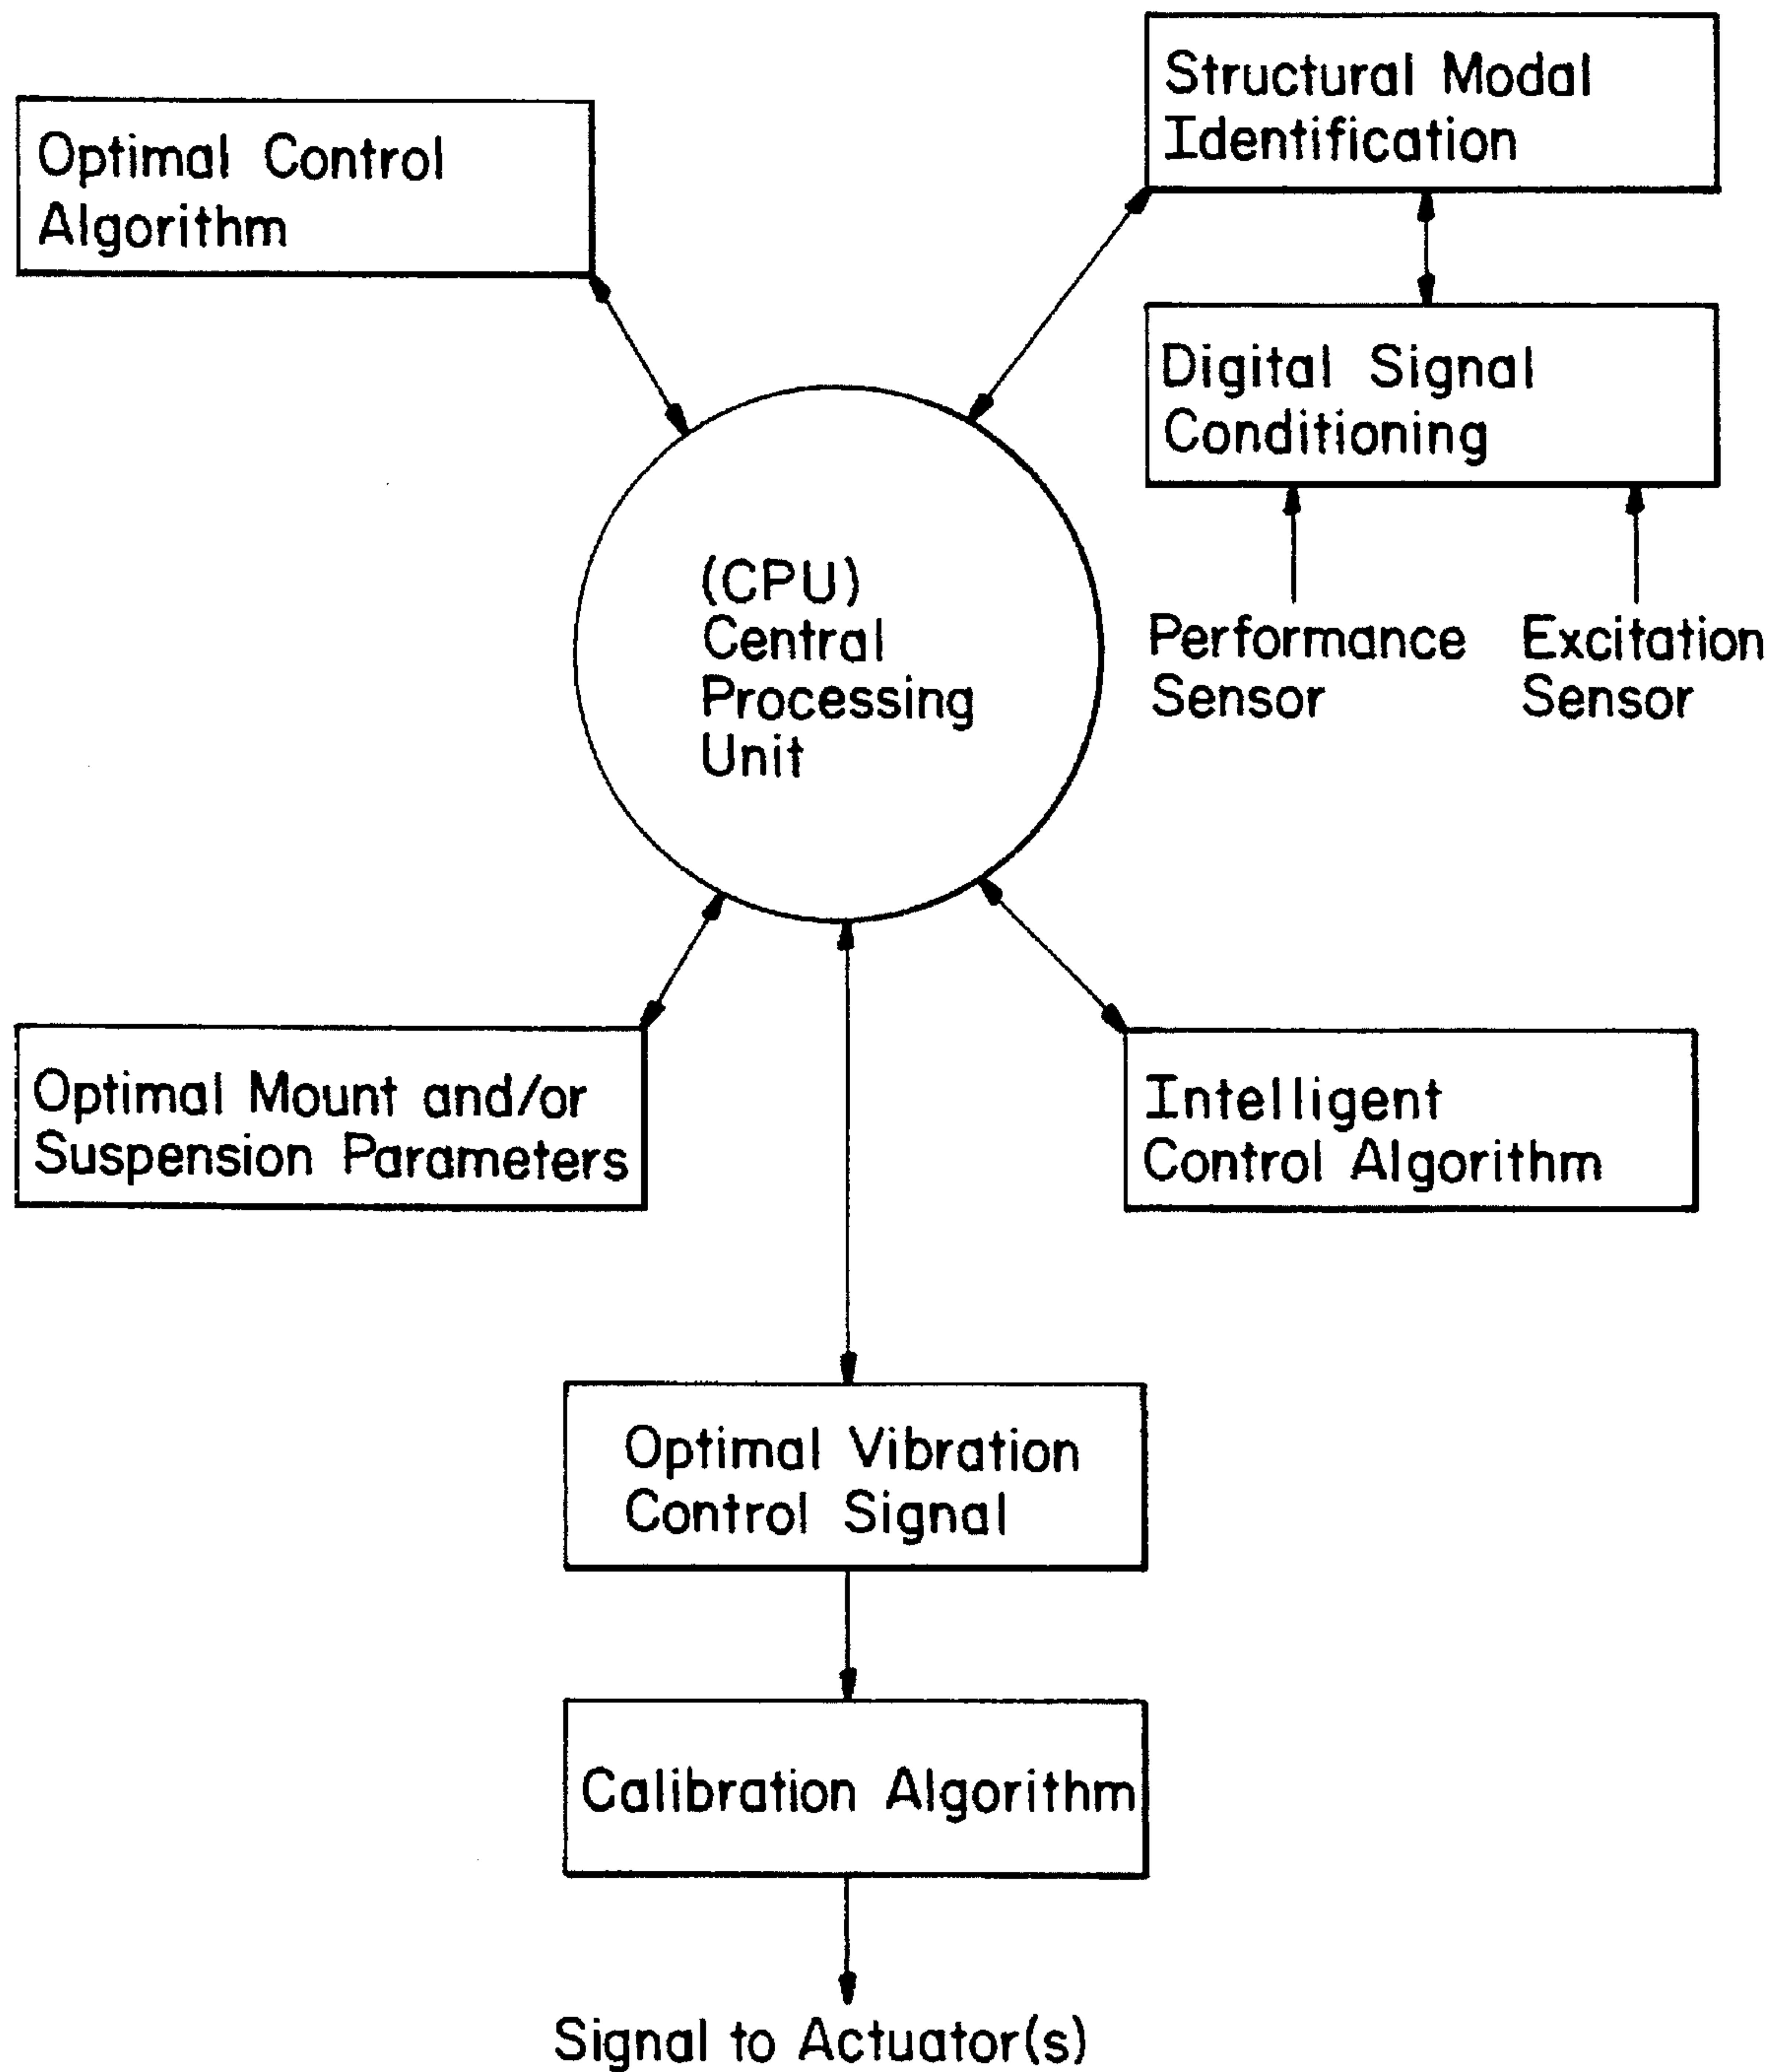 Optimal Control
Algorithm
Structural Modal
Identification
Digital Signal
Conditioning
Performance
Sensor
Excitation
Sensor
(CPU)
Central
Processing
Unit
Optimal Mount and/or
Suspension Parameters
Intelligent
Control Algorithm
Optimal Vibration
Control Signal
Calibration Algorithm
Signal to Actuator(s)